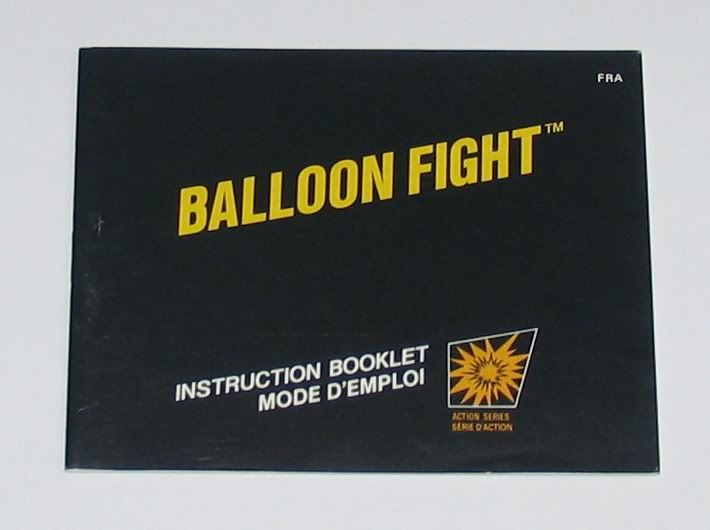 FRA
BALLOON FIGHT™
INSTRUCTION BOOKLET
MODE D'EMPLOI
ACTION SERIES
SÉRIE D'ACTION